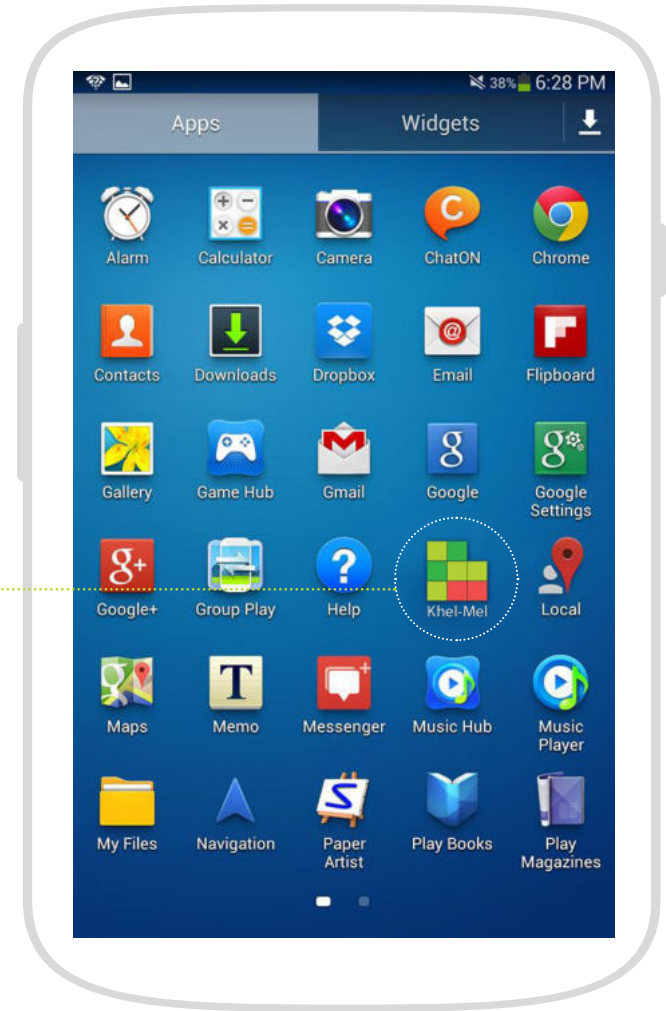 38% 6:28 PM
Apps Widgets
Alarm Calculator Camera ChatON Chrome
Contacts Downloads Dropbox Email Flipboard
Gallery Game Hub Gmail Google Google
Settings
Google+ Group Play Help Khel-Mel Local
Maps Memo Messenger Music Hub Music
Player
My Files Navigation Paper
Artist Play Books Play
Magazines